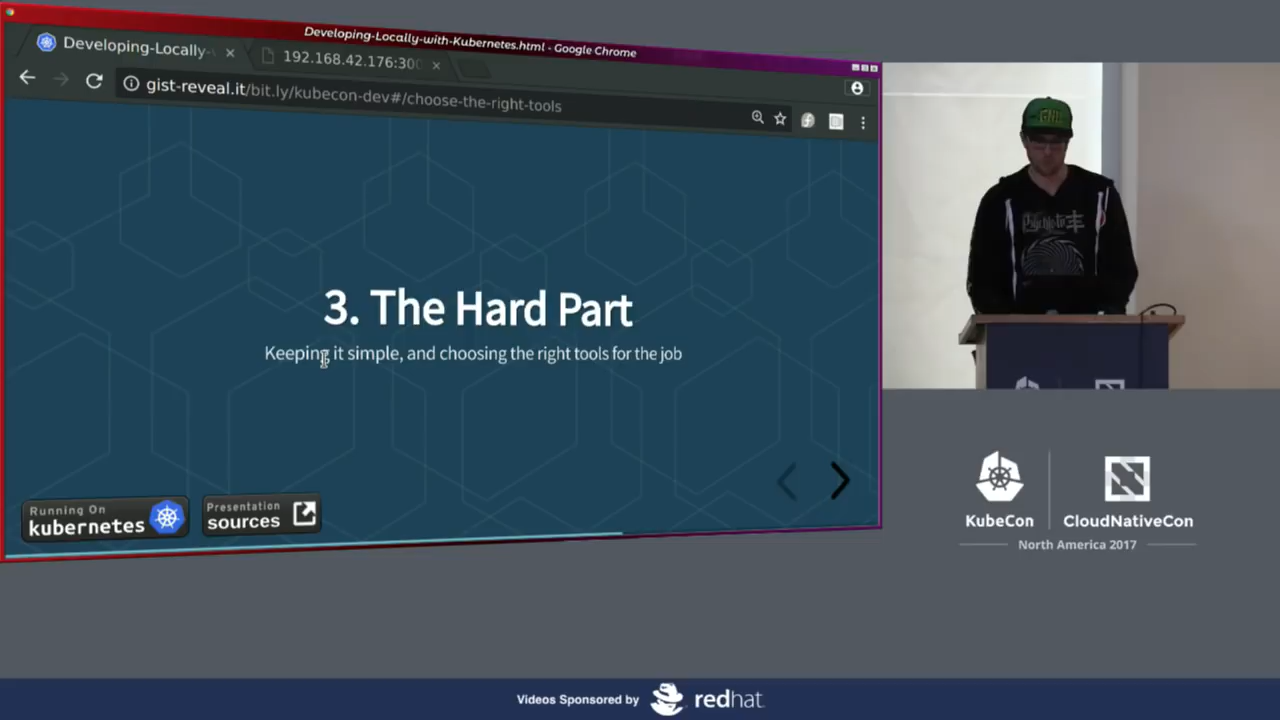 Developing-Locally-with-Kubernetes.html - Google Chrome
Developing-Locally-
192.168.42.176:300
gist-reveal.it/bit.ly/kubecon-dev#/choose-the-right-tools
3. The Hard Part
Keeping it simple, and choosing the right tools for the job
Running On
kubernetes
Presentation
sources
KubeCon
CloudNativeCon
North America 2017
Videos Sponsored by
redhat.